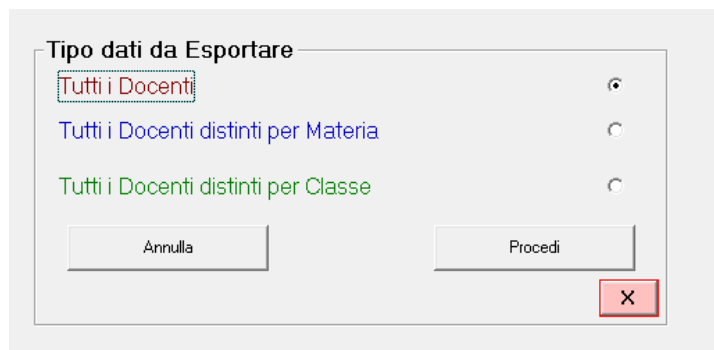 Tipo dati da Esportare
Tutti i Docenti
Tutti i Docenti distinti per Materia
Tutti i Docenti distinti per Classe
Annulla Procedi
X